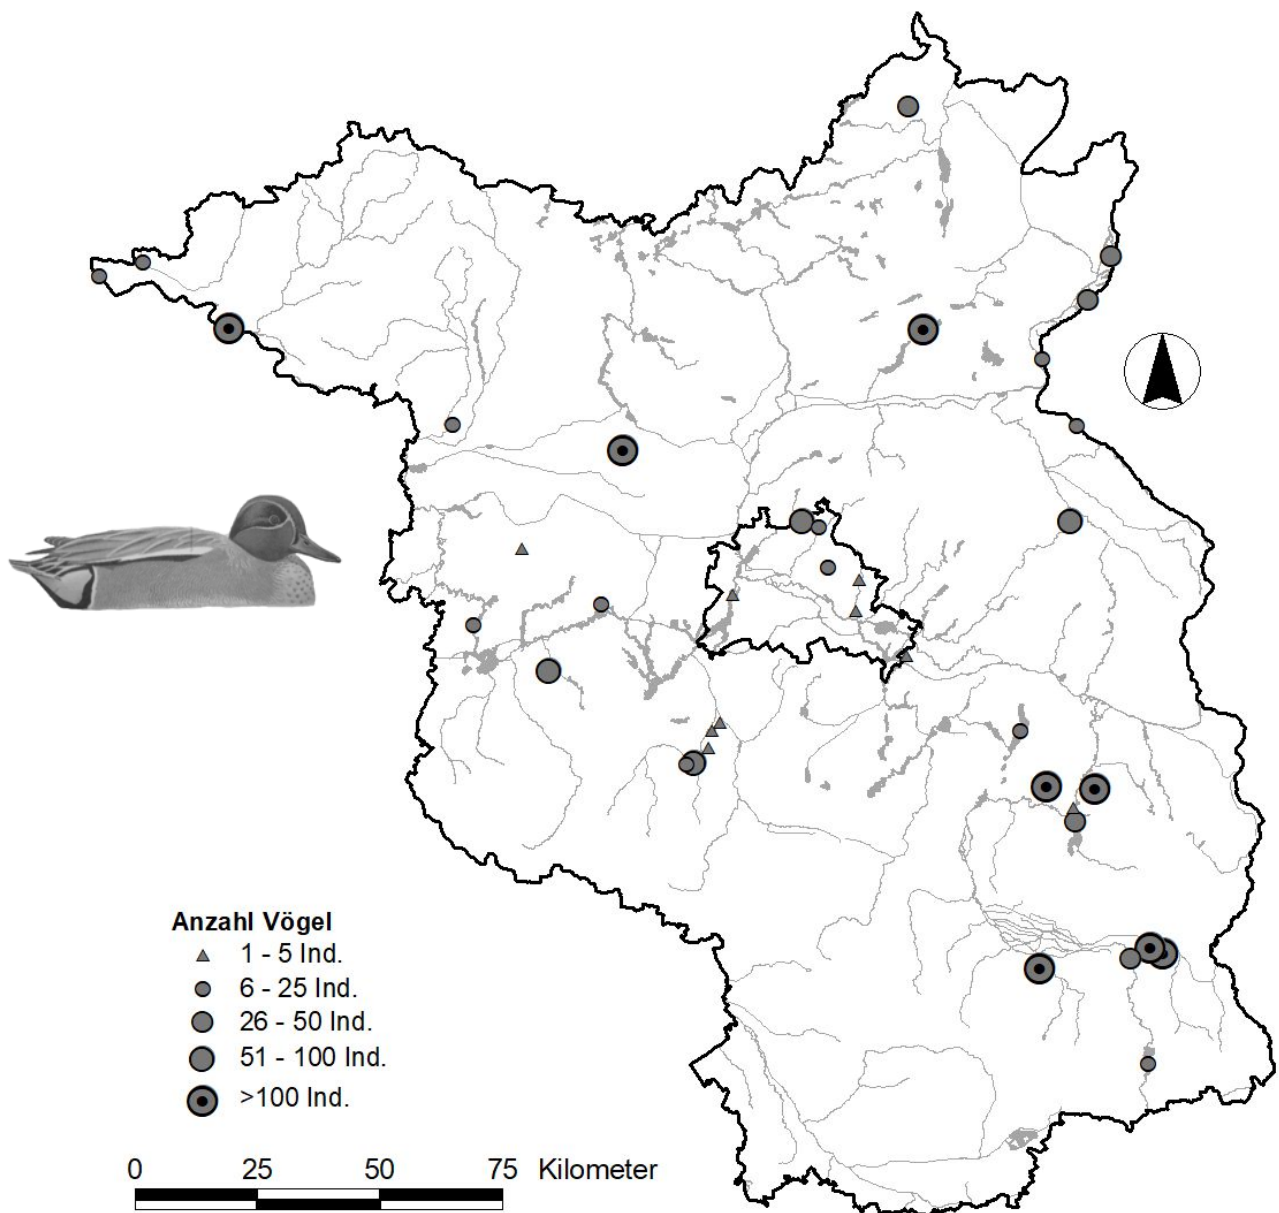 Anzahl Vögel
1 - 5 Ind.
6 - 25 Ind.
26 - 50 Ind.
51 - 100 Ind.
>100 Ind.
0 25 50 75 Kilometer